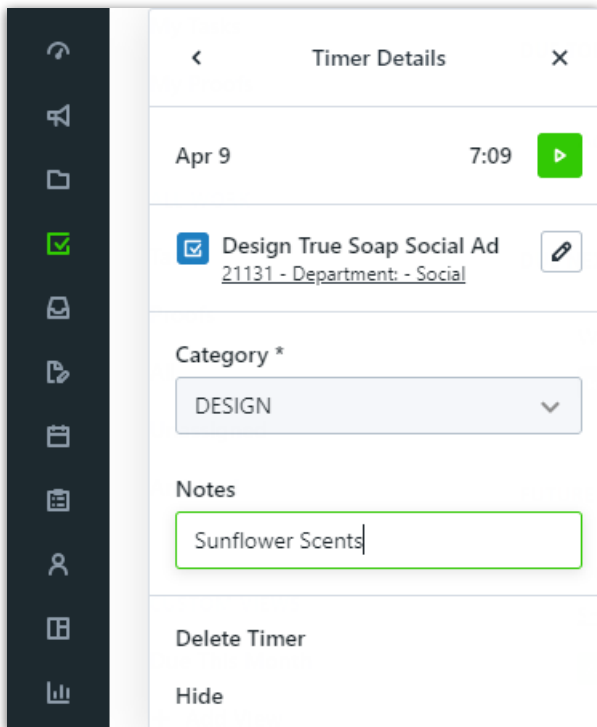 Timer Details
Apr 9 7:09
Design True Soap Social Ad
21131 - Department: - Social
Category *
DESIGN
Notes
Sunflower Scents
Delete Timer
Hide